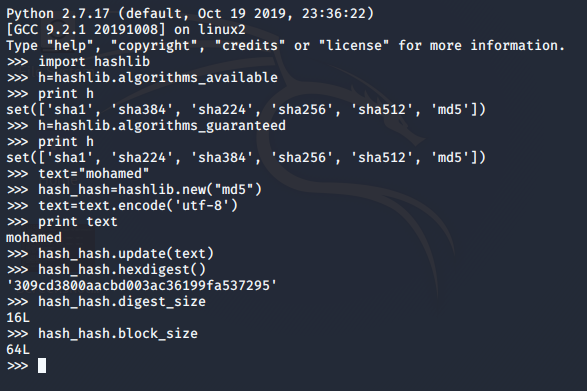 Python 2.7.17 (default, Oct 19 2019, 23:36:22)
[GCC 9.2.1 20191008] on linux2
Type "help", "copyright", "credits" or "license" for more information.
>>> import hashlib
>>> h=hashlib.algorithms_available
>>> print h
set(['sha1', 'sha384', 'sha224', 'sha256', 'sha512', 'md5'])
>>> h=hashlib.algorithms_guaranteed
>>> print h
set(['sha1', 'sha224', 'sha384', 'sha256', 'sha512', 'md5'])
>>> text="mohamed"
>>> hash_hash=hashlib.new("md5")
>>> text=text.encode('utf-8')
>>> print text
mohamed
>>> hash_hash.update(text)
>>> hash_hash.hexdigest()
'309cd3800aacbd003ac36199fa537295'
>>> hash_hash.digest_size
16L
>>> hash_hash.block_size
64L
>>>